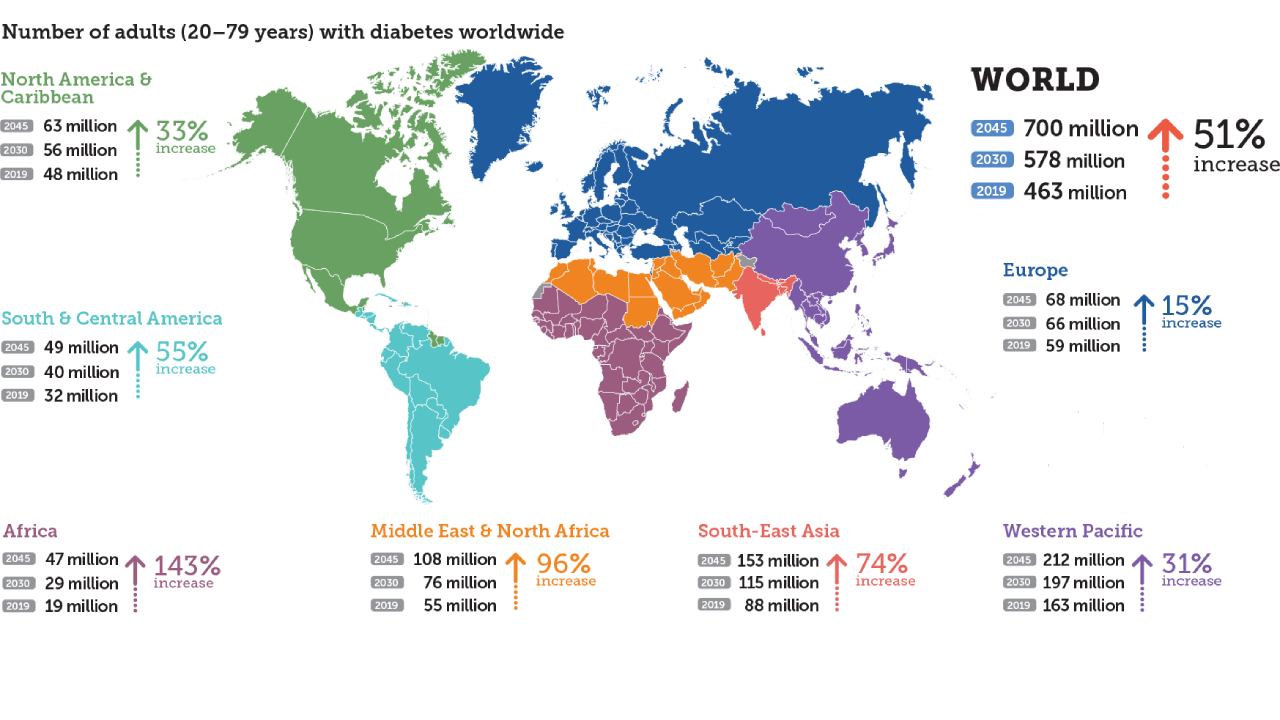 Number of adults (20–79 years) with diabetes worldwide
North America &
Caribbean
2045 63 million
2030 56 million
2019 48 million
33%
increase
WORLD
2045 700 million
2030 578 million
2019 463 million
51%
increase
South & Central America
2045 49 million
2030 40 million
2019 32 million
55%
increase
Europe
2045 68 million
2030 66 million
2019 59 million
15%
increase
Africa
2045 47 million
2030 29 million
2019 19 million
143%
increase
Middle East & North Africa
2045 108 million
2030 76 million
2019 55 million
96%
increase
South-East Asia
2045 153 million
2030 115 million
2019 88 million
74%
increase
Western Pacific
2045 212 million
2030 197 million
2019 163 million
31%
increase